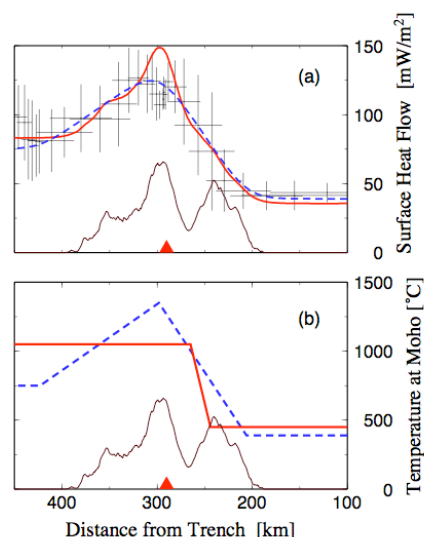 150
(a)
100
50
0
Surface Heat Flow [mW/m²]
1500
(b)
1000
500
0
Temperature at Moho [˚C]
400 300 200 100
Distance from Trench [km]